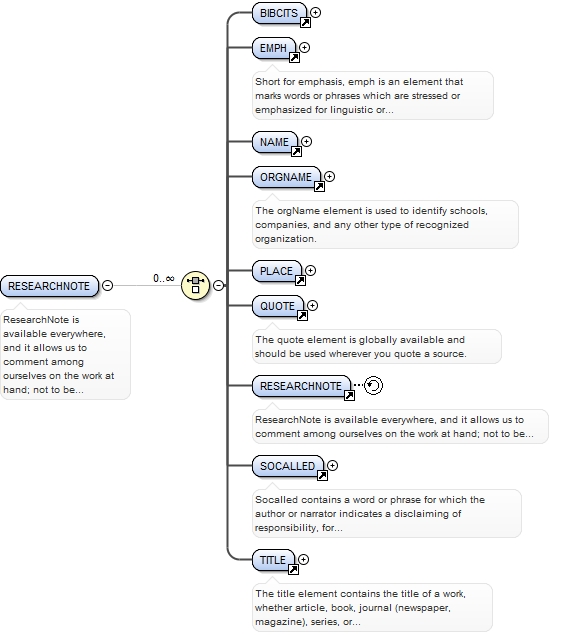 BIBCITS
EMPH
Short for emphasis, emph is an element that
marks words or phrases which are stressed or
emphasized for linguistic or...
NAME
ORGNAME
The orgName element is used to identify schools,
companies, and any other type of recognized
organization.
RESEARCHNOTE
0..∞
ResearchNote is
available everywhere,
and it allows us to
comment among
ourselves on the work at
hand; not to be...
PLACE
QUOTE
The quote element is globally available and
should be used wherever you quote a source.
RESEARCHNOTE
ResearchNote is available everywhere, and it allows us to
comment among ourselves on the work at hand; not to be...
SOCALLED
Socalled contains a word or phrase for which the
author or narrator indicates a disclaiming of
responsibility, for...
TITLE
The title element contains the title of a work,
whether article, book, journal (newspaper,
magazine), series, or...